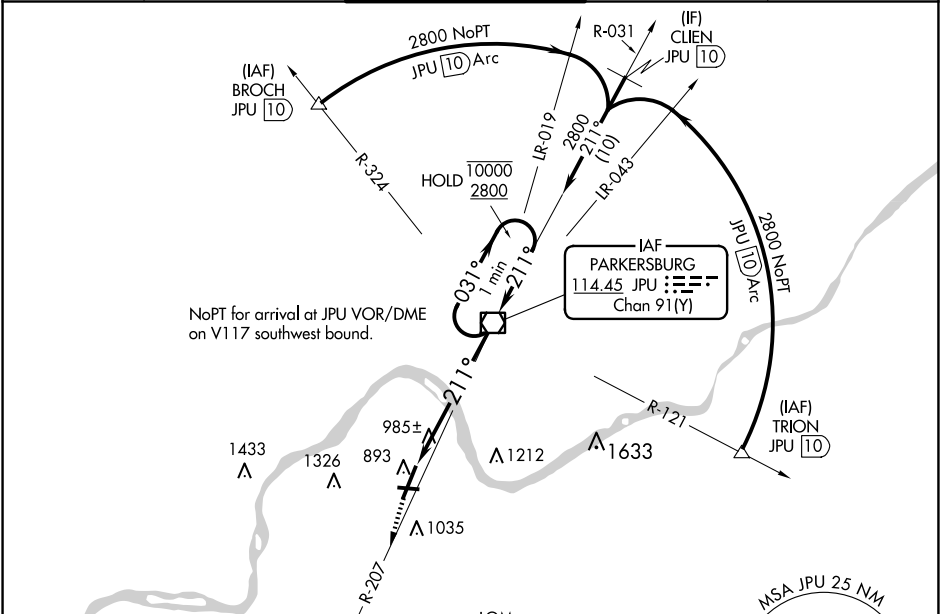 (IAF)
BROCH
JPU 10
2800 NoPT
JPU 10 Arc
R-031
(IF)
CLIEN
JPU 10
R-324
LR-019
2800
211°
(10)
LR-043
HOLD 10000
2800
031°
1 min
211°
2800 NoPT
JPU 10 Arc
IAF
PARKERSBURG
114.45 JPU
Chan 91(Y)
NoPT for arrival at JPU VOR/DME
on V117 southwest bound.
211°
R-121
(IAF)
TRION
JPU 10
985±
1433
1326
893
1212
1633
1035
R-207
MSA JPU 25 NM